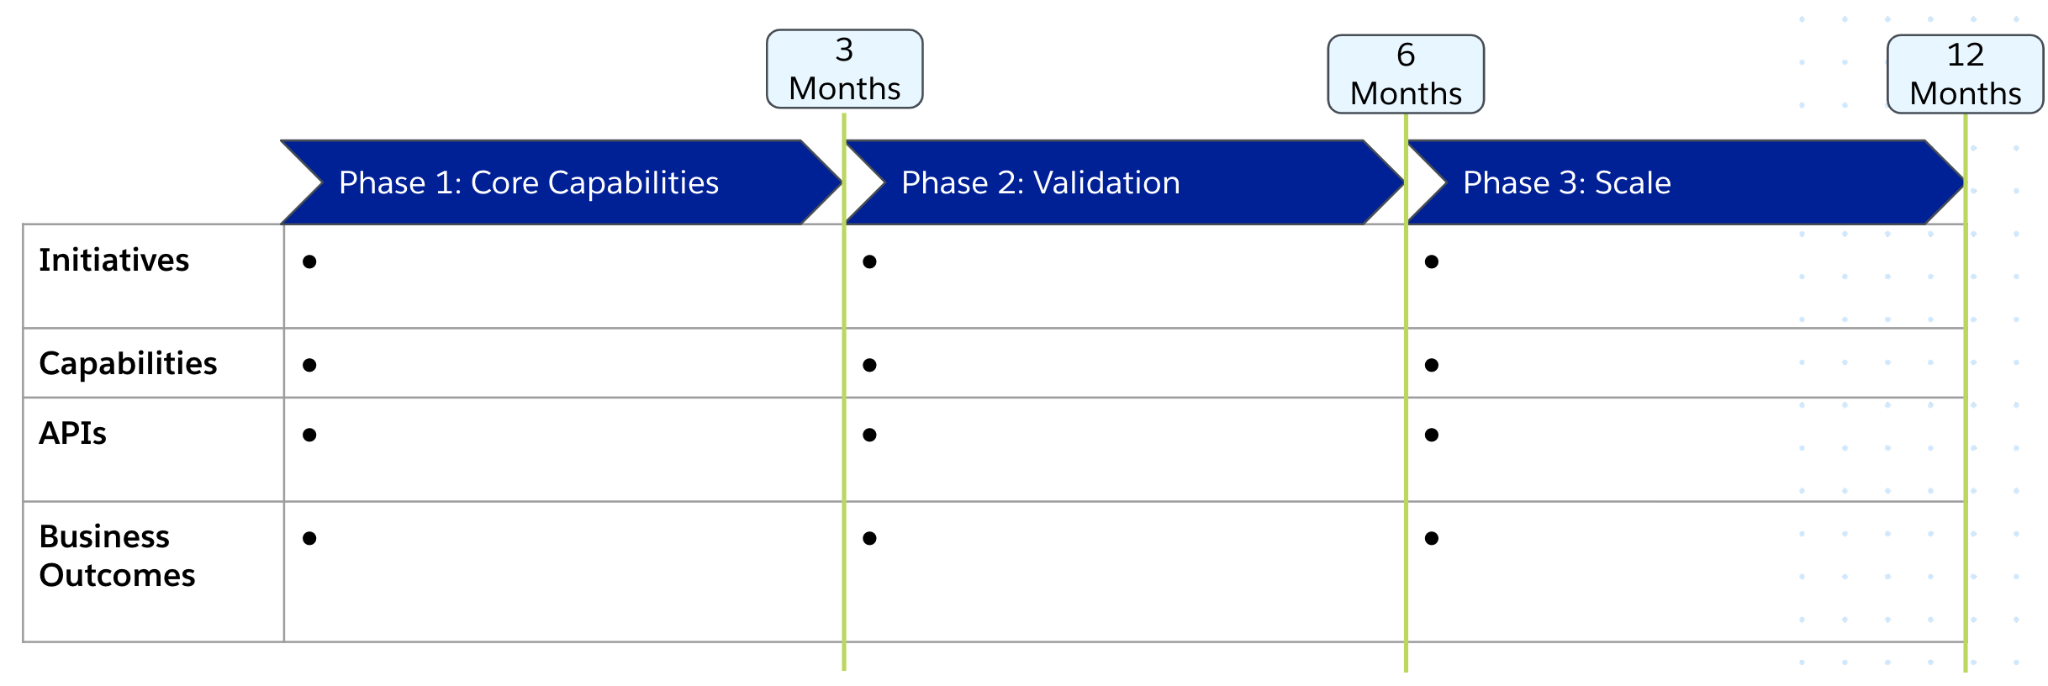 3
Months
6
Months
12
Months
Phase 1: Core Capabilities
Phase 2: Validation
Phase 3: Scale
Initiatives
●
●
●
Capabilities
●
●
●
APIs
●
●
●
Business
Outcomes
●
●
●